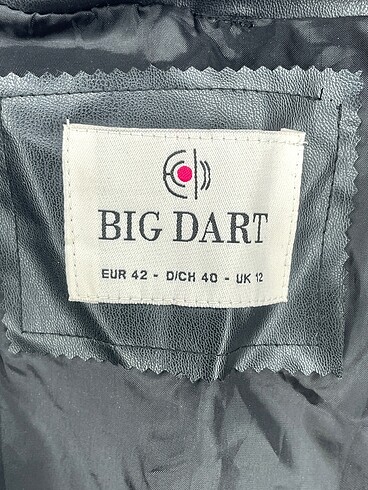 BIG DART
EUR 42 - D/CH 40 - UK 12